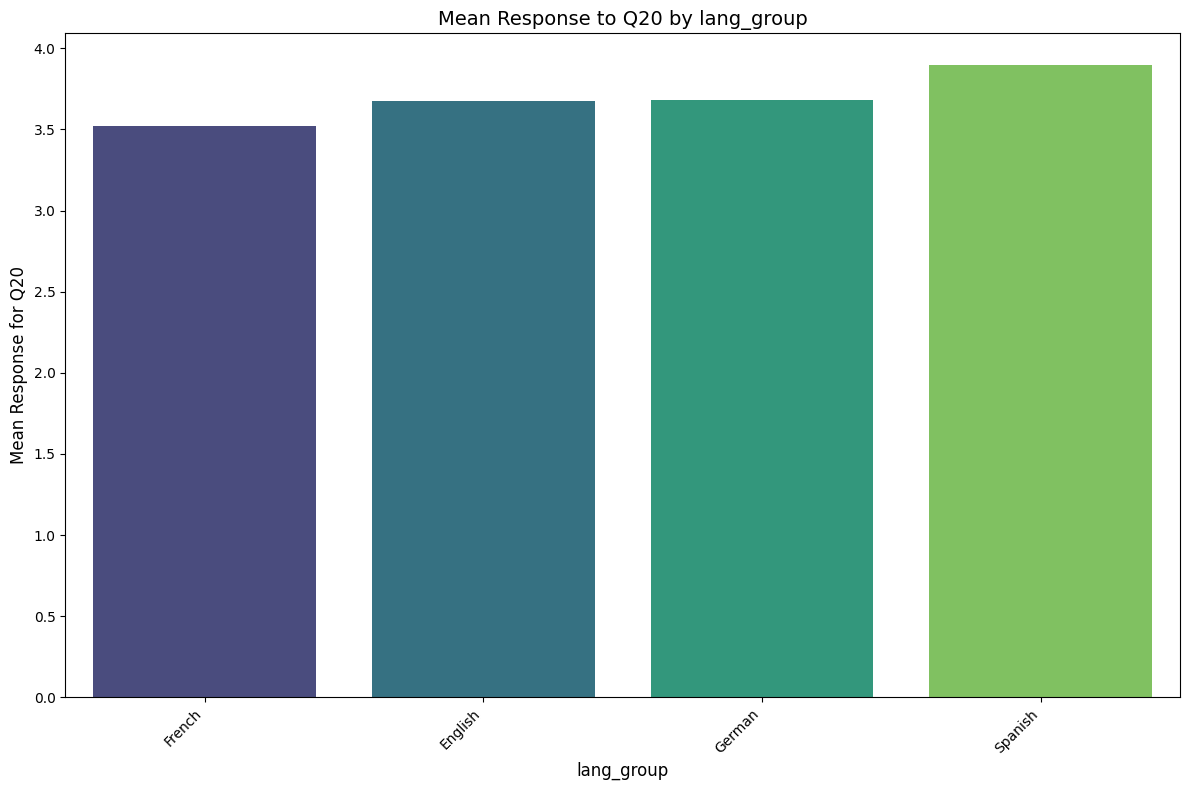 Mean Response to Q20 by lang_group
Mean Response for Q20
4.0
3.5
3.0
2.5
2.0
1.5
1.0
0.5
0.0
French
English
German
Spanish
lang_group